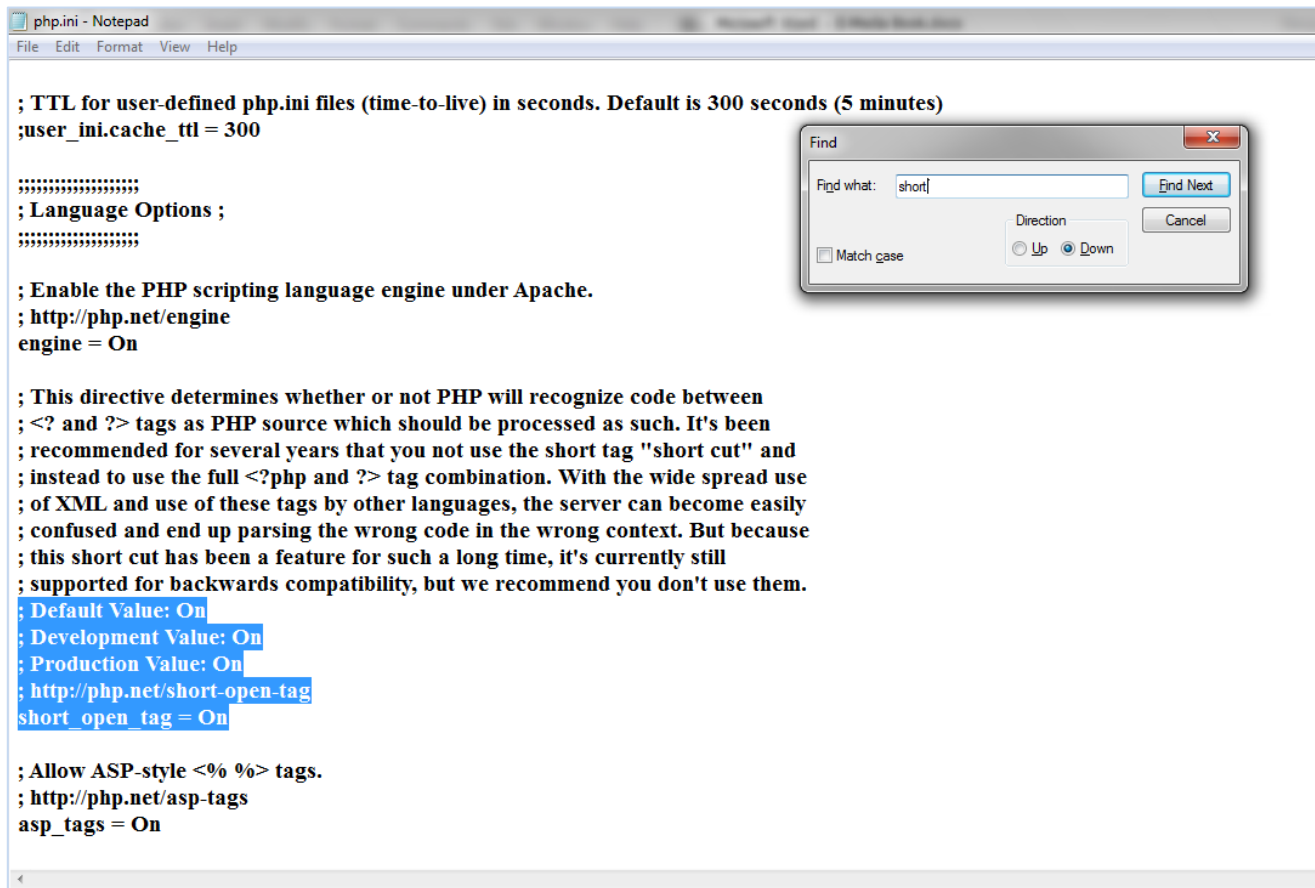 php.ini - Notepad
File Edit Format View Help
; TTL for user-defined php.ini files (time-to-live) in seconds. Default is 300 seconds (5 minutes)
;user_ini.cache_ttl = 300
;;;;;;;;;;;;;;;;;;;;
; Language Options ;
;;;;;;;;;;;;;;;;;;;;
; Enable the PHP scripting language engine under Apache.
; http://php.net/engine
engine = On
; This directive determines whether or not PHP will recognize code between
; <? and ?> tags as PHP source which should be processed as such. It's been
; recommended for several years that you not use the short tag "short cut" and
; instead to use the full <?php and ?> tag combination. With the wide spread use
; of XML and use of these tags by other languages, the server can become easily
; confused and end up parsing the wrong code in the wrong context. But because
; this short cut has been a feature for such a long time, it's currently still
; supported for backwards compatibility, but we recommend you don't use them.
; Default Value: On
; Development Value: On
; Production Value: On
; http://php.net/short-open-tag
short_open_tag = On
; Allow ASP-style <% %> tags.
; http://php.net/asp-tags
asp_tags = On
Find
Find what: short Find Next
Direction Cancel
Match case Up Down